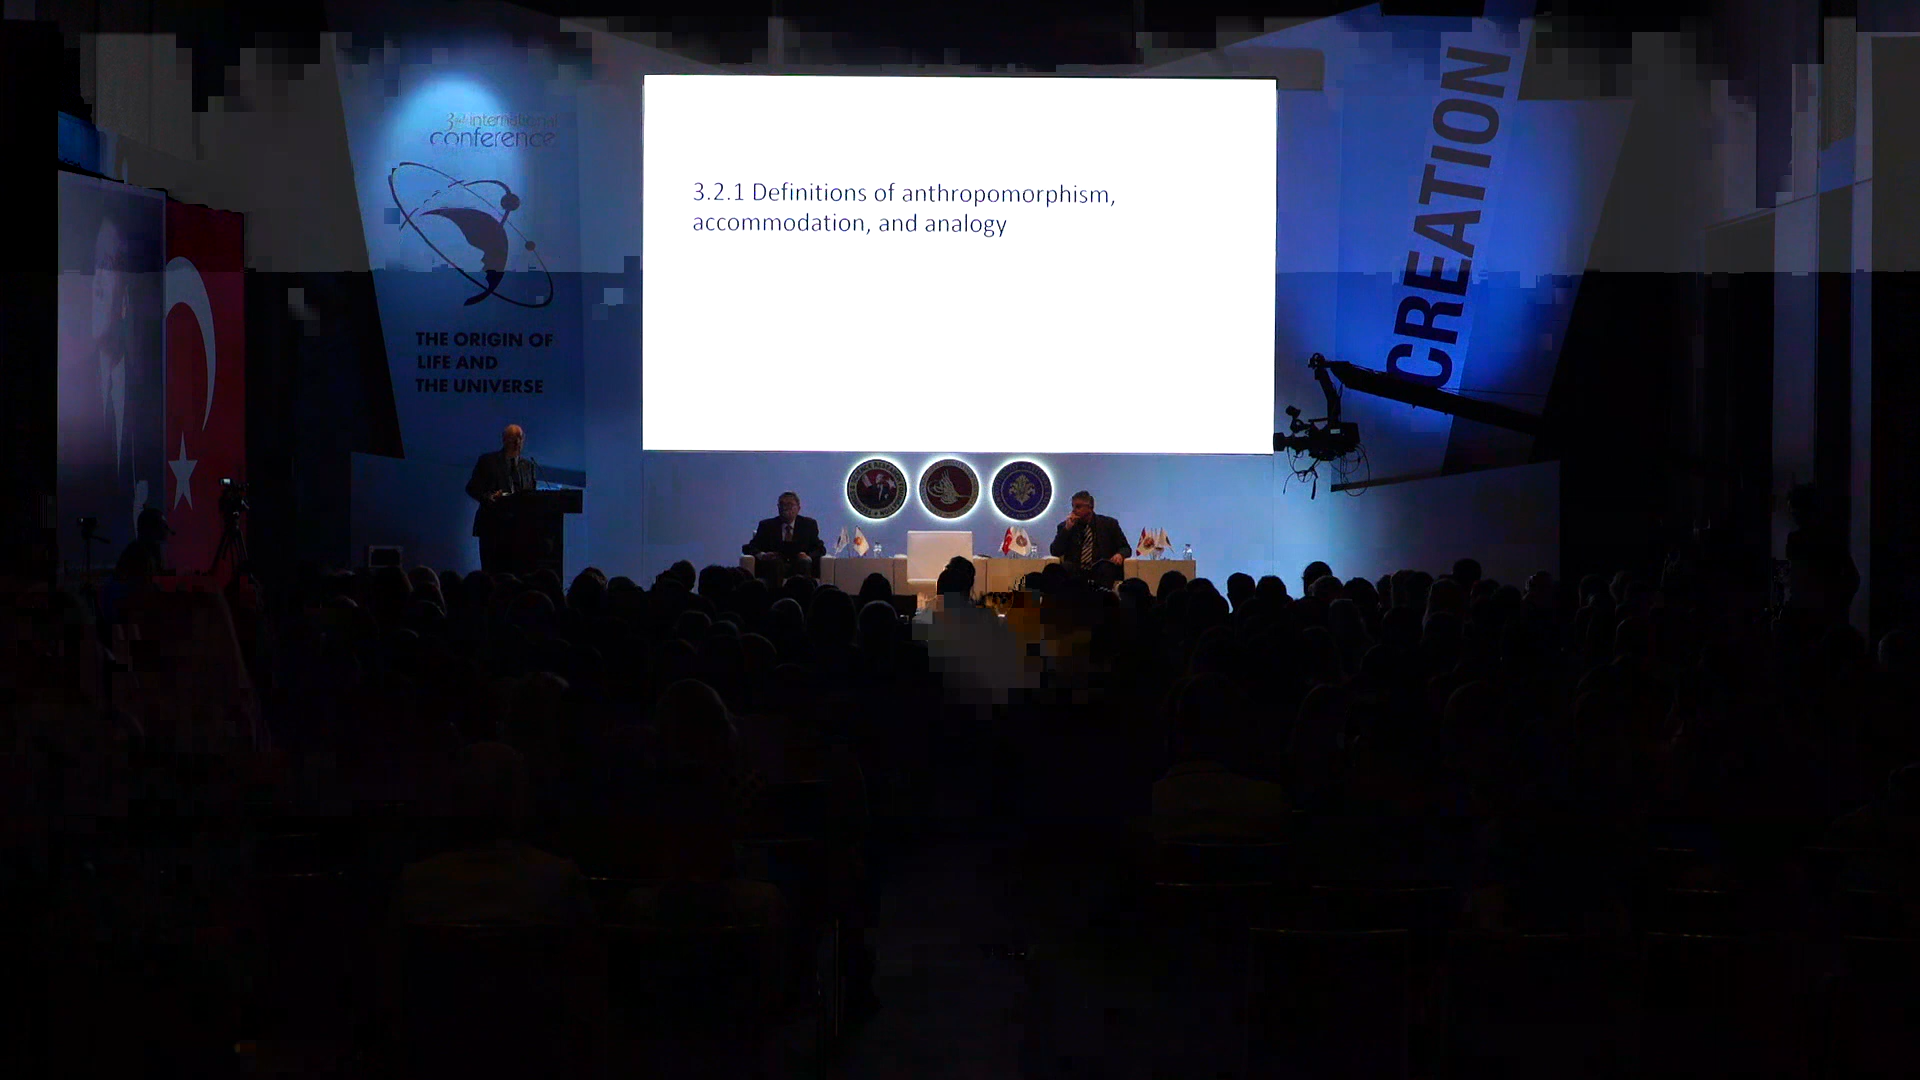 3rd international
conference
THE ORIGIN OF
LIFE AND
THE UNIVERSE
3.2.1 Definitions of anthropomorphism,
accommodation, and analogy
CREATION